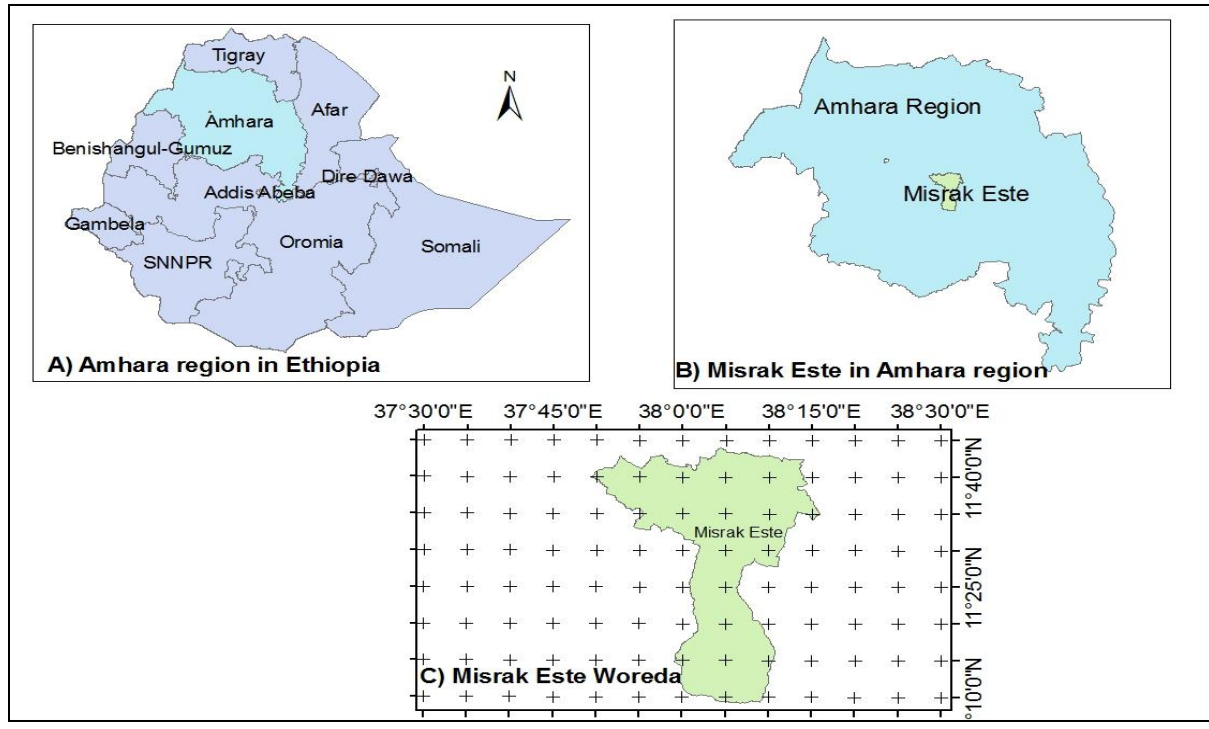 Tigray
N
Afar
Amhara
Benishangul-Gumuz
Dire Dawa
Addis Abeba
Gambela
Oromia
Somali
SNNPR
A) Amhara region in Ethiopia
Amhara Region
Misrak Este
B) Misrak Este in Amhara region
37°30'0"E 37°45'0"E 38°0'0"E 38°15'0"E 38°30'0"E
11°40'0"N
Misrak Este
11°25'0"N
C) Misrak Este Woreda
°10'0"N